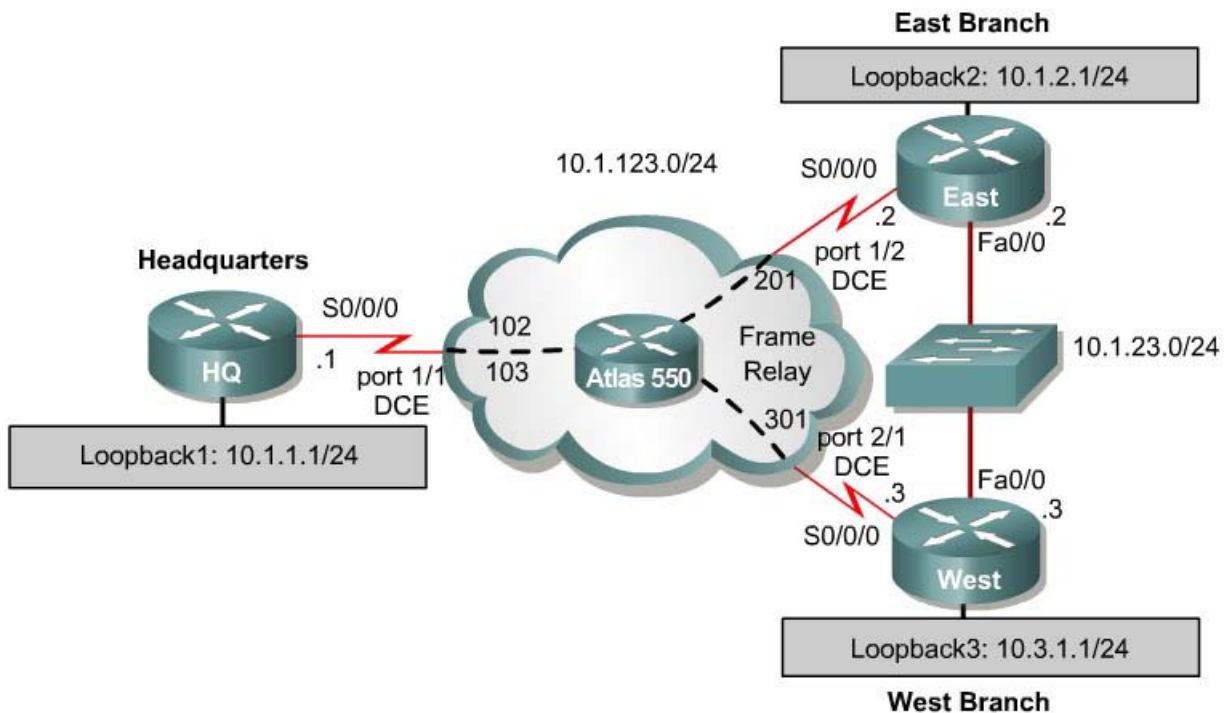 East Branch
Loopback2: 10.1.2.1/24
10.1.123.0/24
S0/0/0
East
.2
.2
Fa0/0
port 1/2
DCE
201
Headquarters
S0/0/0
HQ
.1
port 1/1
DCE
102
103
Atlas 550
Frame
Relay
10.1.23.0/24
301
port 2/1
DCE
.3
Fa0/0
.3
S0/0/0
West
Loopback1: 10.1.1.1/24
Loopback3: 10.3.1.1/24
West Branch